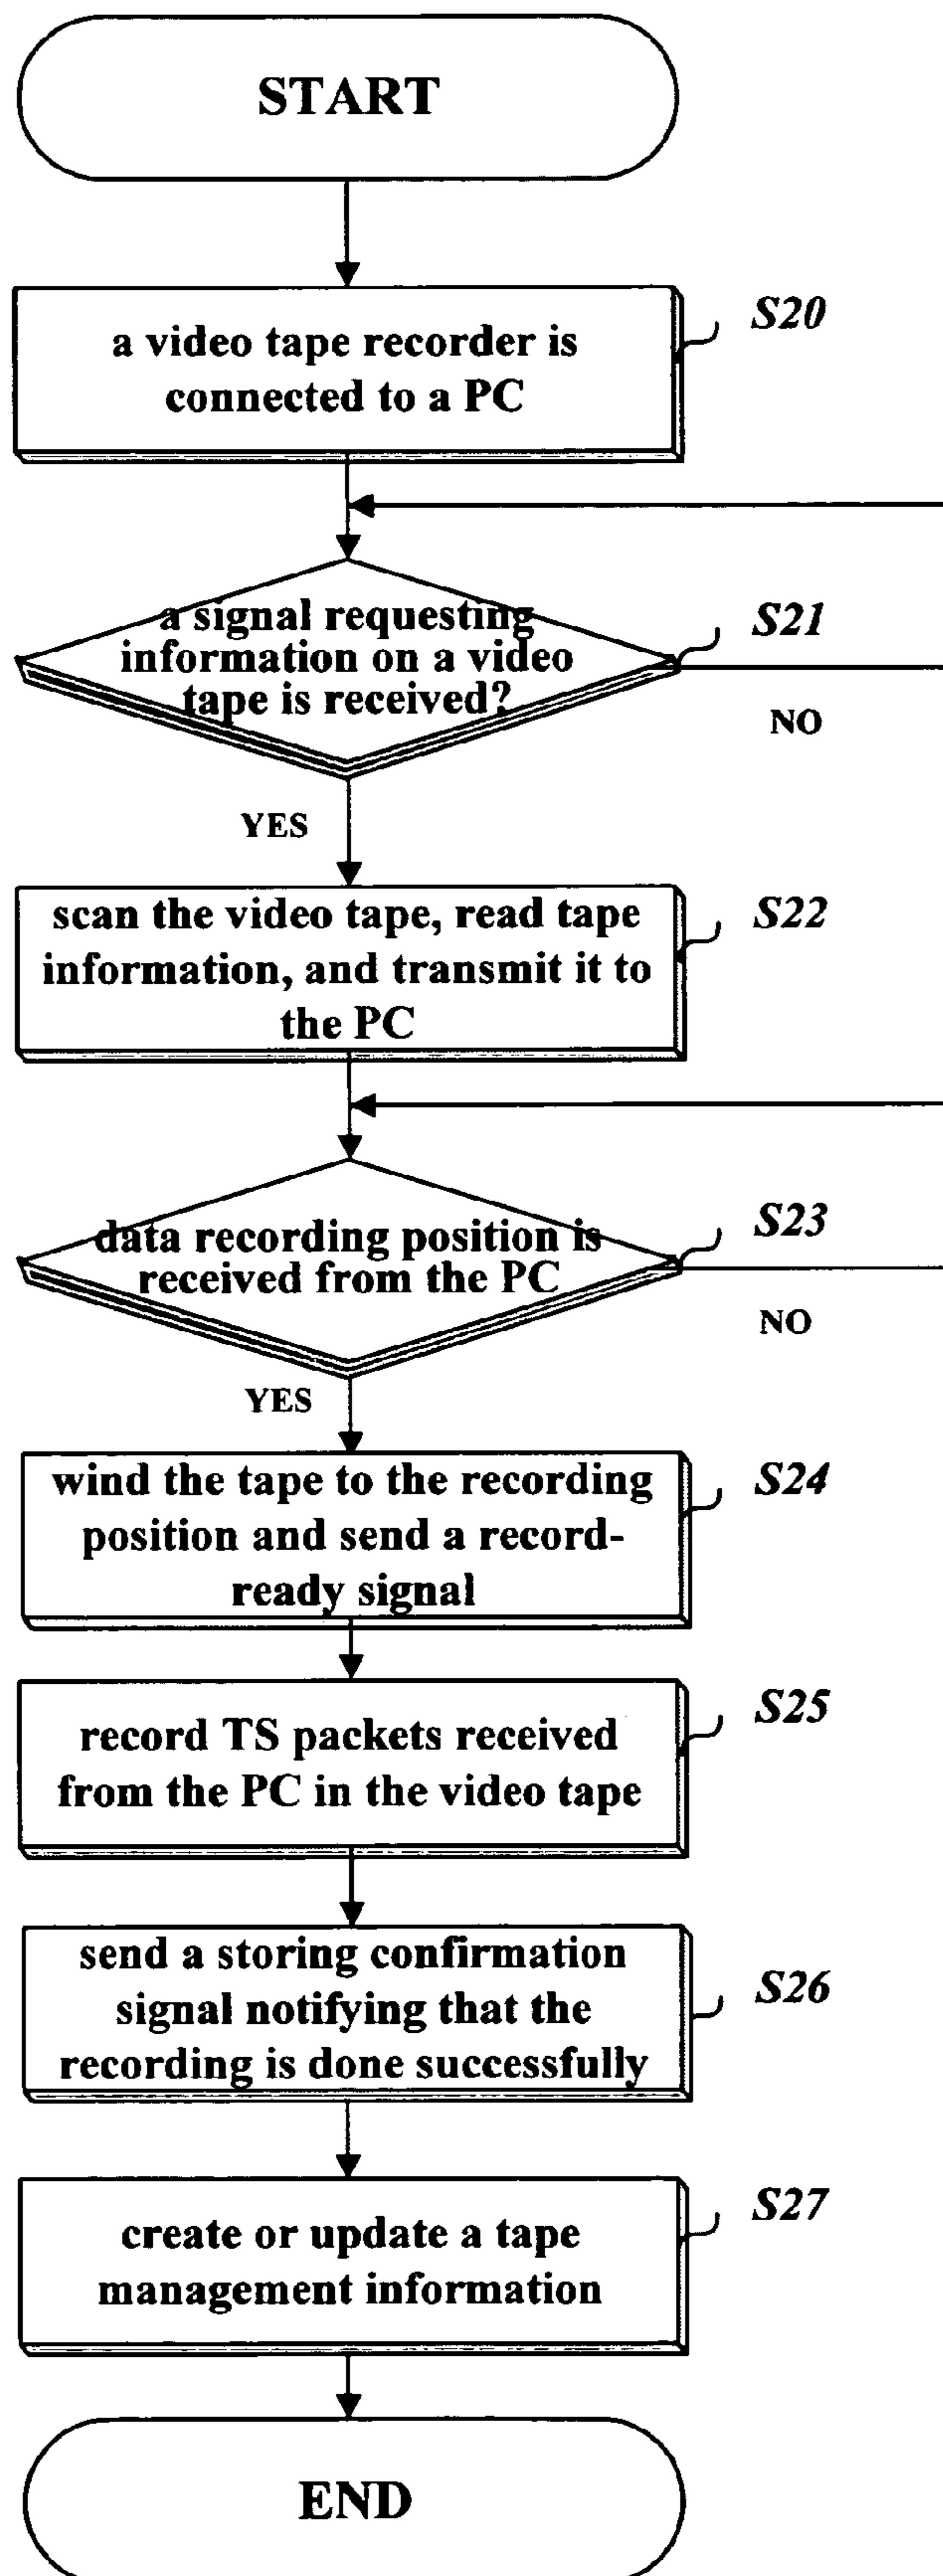 START
a video tape recorder is
connected to a PC
S20
a signal requesting
information on a video
tape is received?
S21
NO
YES
scan the video tape, read tape
information, and transmit it to
the PC
S22
data recording position is
received from the PC
S23
NO
YES
wind the tape to the recording
position and send a record-
ready signal
S24
record TS packets received
from the PC in the video tape
S25
send a storing confirmation
signal notifying that the
recording is done successfully
S26
create or update a tape
management information
S27
END